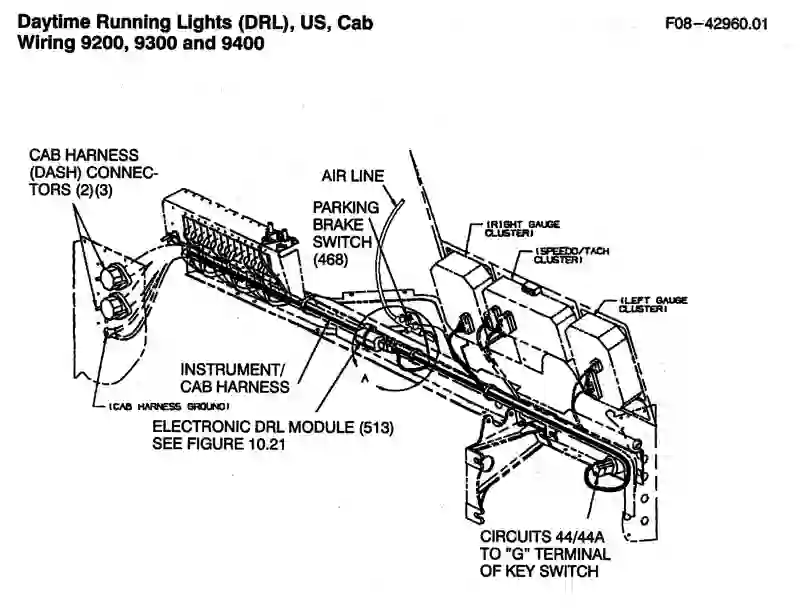 Daytime Running Lights (DRL), US, Cab
Wiring 9200, 9300 and 9400
F08-42960.01
CAB HARNESS
(DASH) CONNEC-
TORS (2)(3)
AIR LINE
PARKING
BRAKE
SWITCH
(468)
(RIGHT GAUGE
CLUSTER)
(SPEEDO/TACH
CLUSTER)
(LEFT GAUGE
CLUSTER)
INSTRUMENT/
CAB HARNESS
A
(CAB HARNESS GROUND)
ELECTRONIC DRL MODULE (513)
SEE FIGURE 10.21
CIRCUITS 44/44A
TO "G" TERMINAL
OF KEY SWITCH